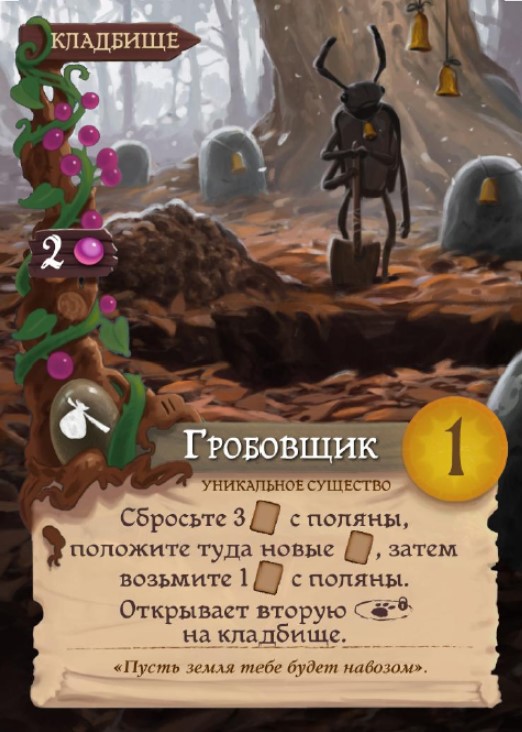 КЛАДБИЩЕ
2
ГРОБОВЩИК
1
УНИКАЛЬНОЕ СУЩЕСТВО
Сбросьте 3 с поляны,
положите туда новые , затем
возьмите 1 с поляны.
Открывает вторую
на кладбище.
«Пусть земля тебе будет навозом».